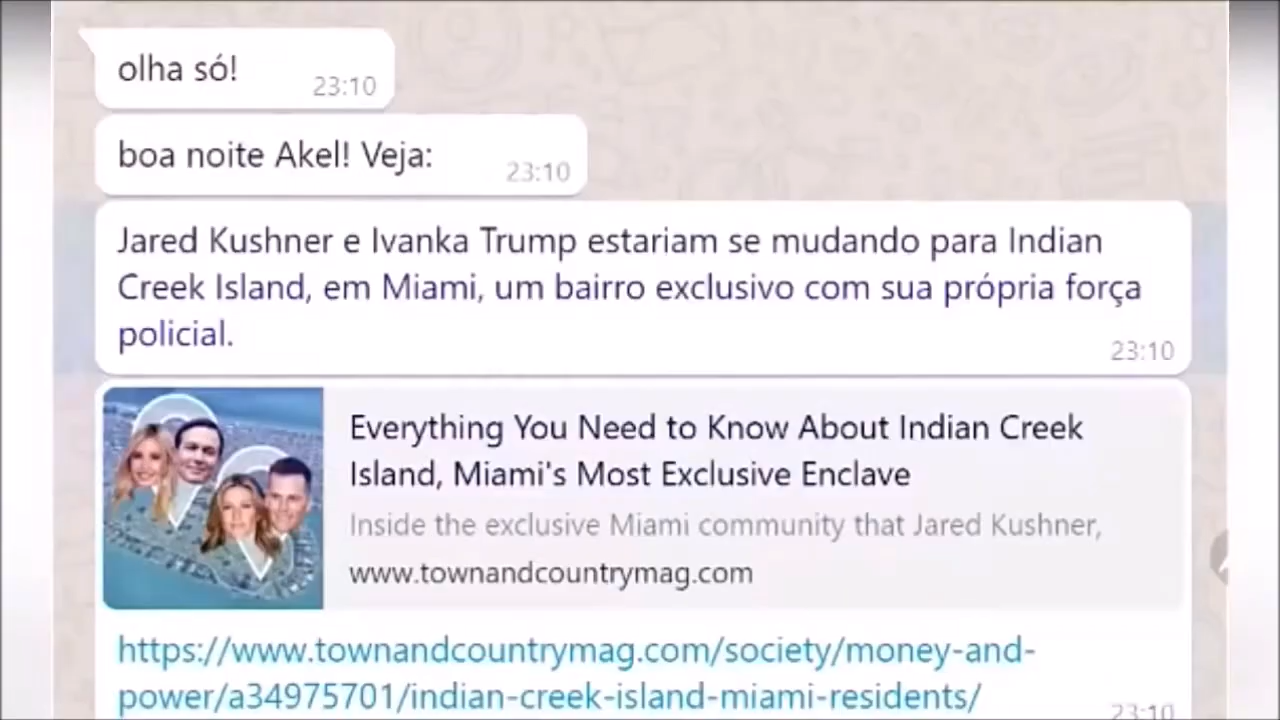 olha só!
23:10
boa noite Akel! Veja:
23:10
Jared Kushner e Ivanka Trump estariam se mudando para Indian
Creek Island, em Miami, um bairro exclusivo com sua própria força
policial.
23:10
Everything You Need to Know About Indian Creek
Island, Miami's Most Exclusive Enclave
Inside the exclusive Miami community that Jared Kushner,
www.townandcountrymag.com
https://www.townandcountrymag.com/society/money-and-
power/a34975701/indian-creek-island-miami-residents/
23:10